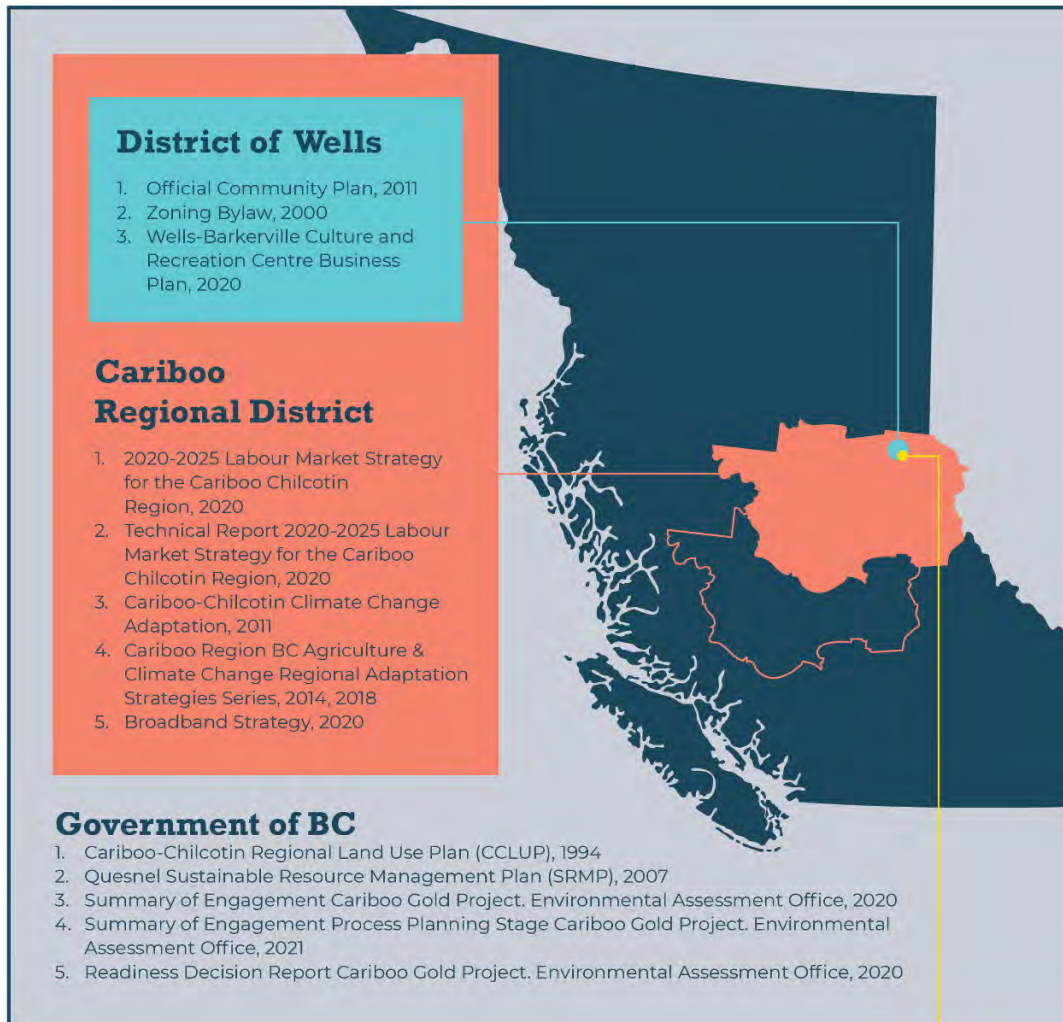 District of Wells
1. Official Community Plan, 2011
2. Zoning Bylaw, 2000
3. Wells-Barkerville Culture and
Recreation Centre Business
Plan, 2020
Cariboo
Regional District
1. 2020-2025 Labour Market Strategy
for the Cariboo Chilcotin
Region, 2020
2. Technical Report 2020-2025 Labour
Market Strategy for the Cariboo
Chilcotin Region, 2020
3. Cariboo-Chilcotin Climate Change
Adaptation, 2011
4. Cariboo Region BC Agriculture &
Climate Change Regional Adaptation
Strategies Series, 2014, 2018
5. Broadband Strategy, 2020
Government of BC
1. Cariboo-Chilcotin Regional Land Use Plan (CCLUP), 1994
2. Quesnel Sustainable Resource Management Plan (SRMP), 2007
3. Summary of Engagement Cariboo Gold Project. Environmental Assessment Office, 2020
4. Summary of Engagement Process Planning Stage Cariboo Gold Project. Environmental
Assessment Office, 2021
5. Readiness Decision Report Cariboo Gold Project. Environmental Assessment Office, 2020